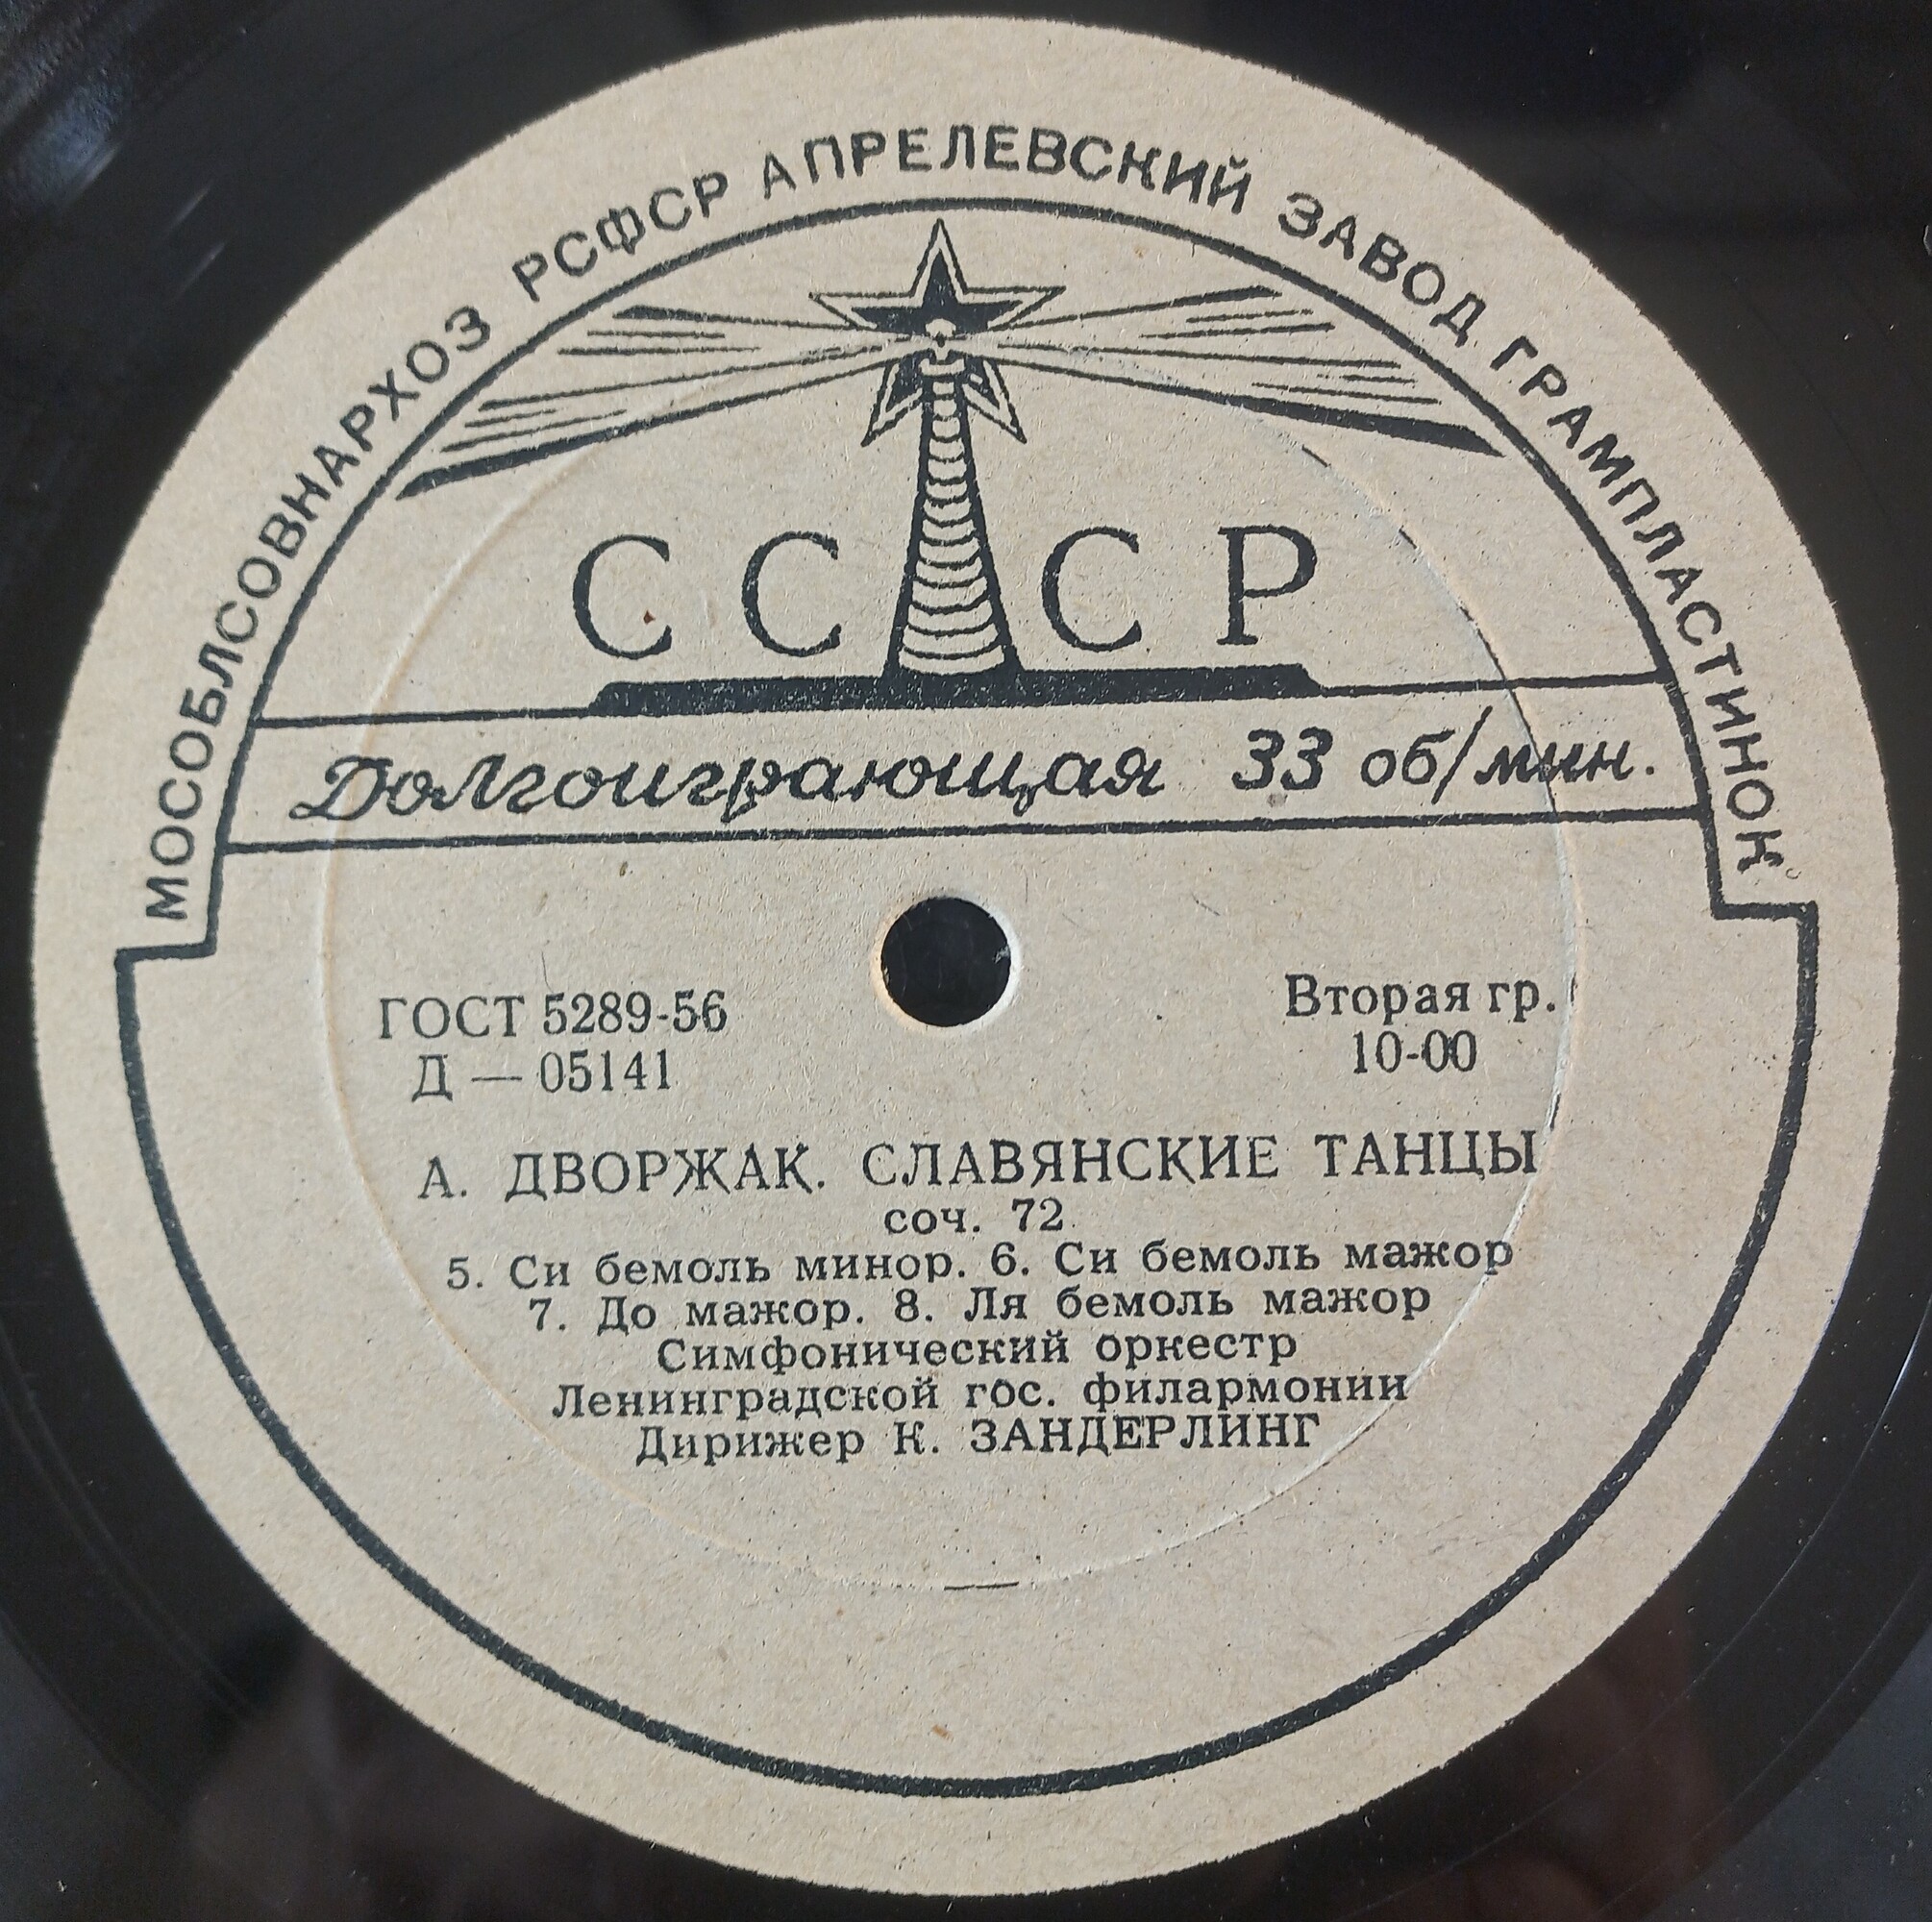 МОСОБЛСОВНАРХОЗ РСФСР АПРЕЛЕВСКИЙ ЗАВОД ГРАМПЛАСТИНОК
СССР
Долгоиграющая 33 об/мин.
ГОСТ 5289-56
Д — 05141
Вторая гр.
10-00
А. ДВОРЖАК. СЛАВЯНСКИЕ ТАНЦЫ
соч. 72
5. Си бемоль минор. 6. Си бемоль мажор
7. До мажор. 8. Ля бемоль мажор
Симфонический оркестр
Ленинградской гос. филармонии
Дирижер К. ЗАНДЕРЛИНГ